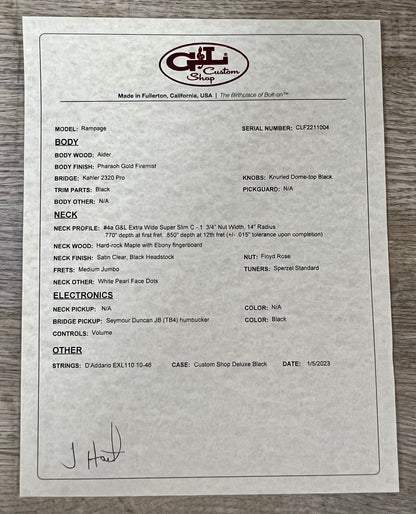 G&L
Custom
Shop
Made in Fullerton, California, USA | The Birthplace of Bolt-on™
MODEL: Rampage SERIAL NUMBER: CLF2211004
BODY
BODY WOOD: Alder
BODY FINISH: Pharaoh Gold Firemist
BRIDGE: Kahler 2320 Pro KNOBS: Knurled Dome-top Black
TRIM PARTS: Black PICKGUARD: N/A
BODY OTHER: N/A
NECK
NECK PROFILE: #4a G&L Extra Wide Super Slim C - 1 3/4" Nut Width, 14" Radius
.770" depth at first fret. .850" depth at 12th fret (+/- .015" tolerance upon completion)
NECK WOOD: Hard-rock Maple with Ebony fingerboard
NECK FINISH: Satin Clear, Black Headstock NUT: Floyd Rose
FRETS: Medium Jumbo TUNERS: Sperzel Standard
NECK OTHER: White Pearl Face Dots
ELECTRONICS
NECK PICKUP: N/A COLOR: N/A
BRIDGE PICKUP: Seymour Duncan JB (TB4) humbucker COLOR: Black
CONTROLS: Volume
OTHER
STRINGS: D'Addario EXL110 10-46 CASE: Custom Shop Deluxe Black DATE: 1/5/2023